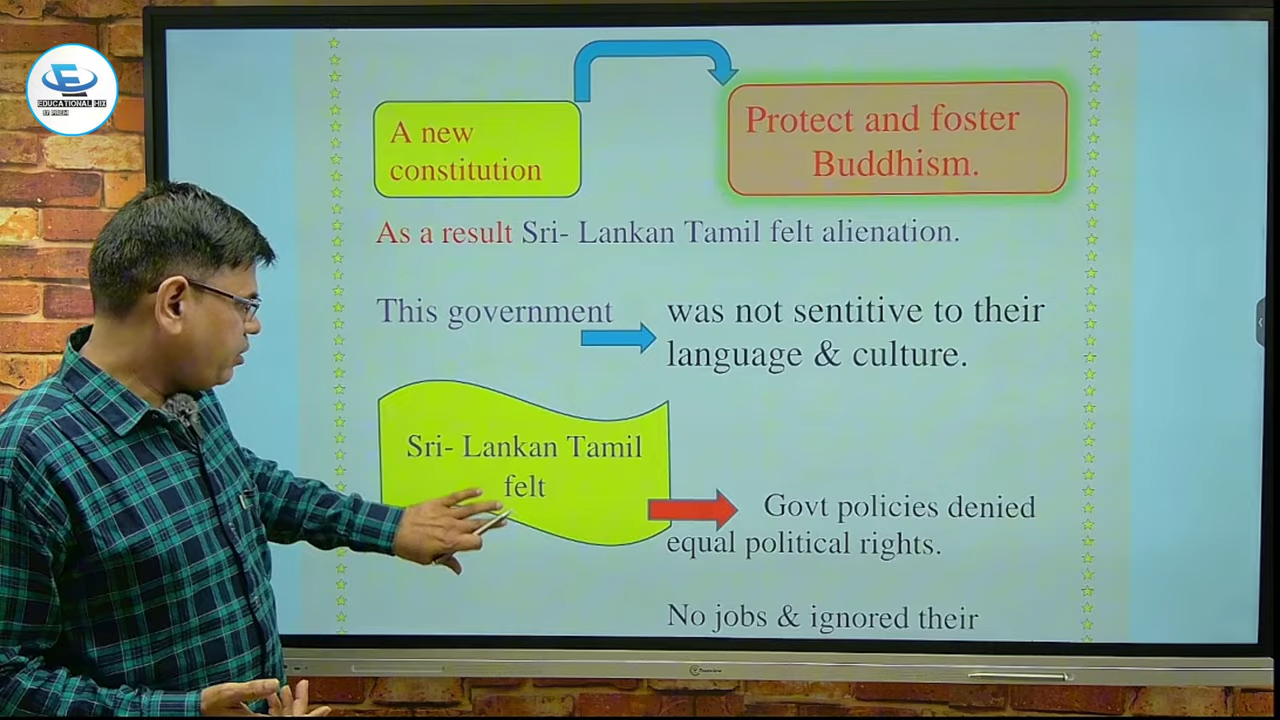 EDUCATIONAL HIX
A new
constitution
Protect and foster
Buddhism.
As a result Sri- Lankan Tamil felt alienation.
This government
was not sentitive to their
language & culture.
Sri- Lankan Tamil
felt
Govt policies denied
equal political rights.
No jobs & ignored their